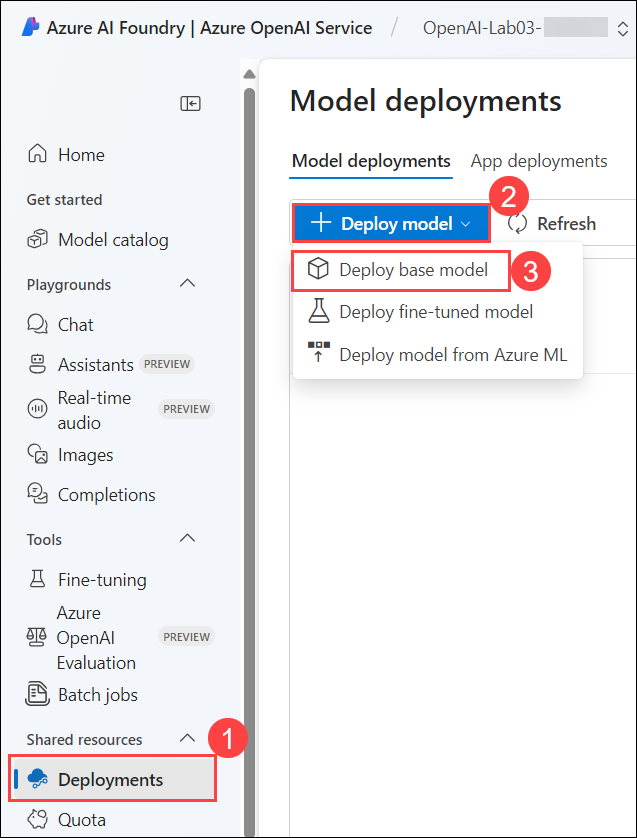 Azure AI Foundry | Azure OpenAI Service / OpenAI-Lab03-
Home
Get started
Model catalog
Playgrounds
Chat
Assistants PREVIEW
Real-time
audio
PREVIEW
Images
Completions
Tools
Fine-tuning
Azure
OpenAI
Evaluation
PREVIEW
Batch jobs
Shared resources
1
Deployments
Quota
Model deployments
Model deployments App deployments
2
+ Deploy model Refresh
Deploy base model 3
Deploy fine-tuned model
Deploy model from Azure ML